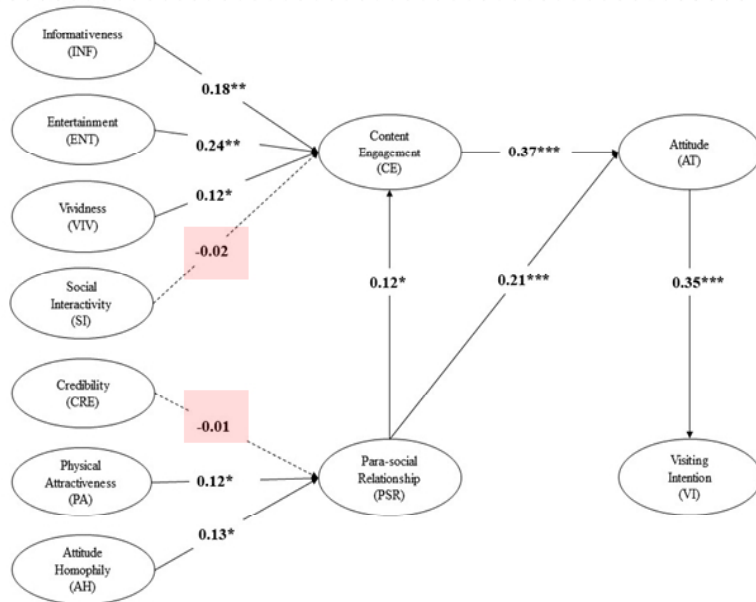 Informativeness
(INF)
0.18**
Entertainment
(ENT)
0.24**
Content
Engagement
(CE)
0.37***
Attitude
(AT)
Vividness
(VIV)
0.12*
-0.02
Social
Interactivity
(SI)
0.12*
0.21***
0.35***
Credibility
(CRE)
-0.01
Physical
Attractiveness
(PA)
0.12*
Para-social
Relationship
(PSR)
Visiting
Intention
(VI)
0.13*
Attitude
Homophily
(AH)